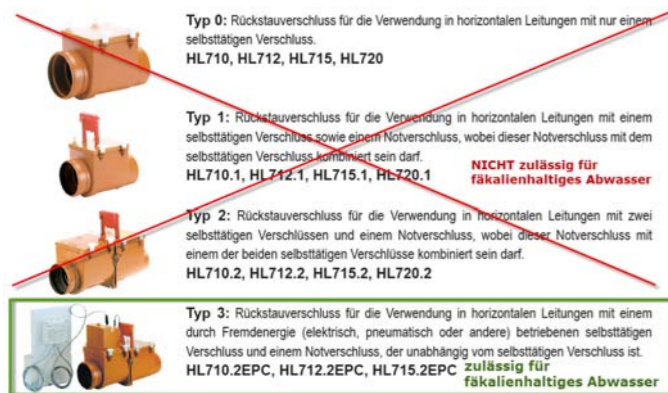 Typ 0: Rückstauverschluss für die Verwendung in horizontalen Leitungen mit nur einem
selbsttätigen Verschluss.
HL710, HL712, HL715, HL720
Typ 1: Rückstauverschluss für die Verwendung in horizontalen Leitungen mit einem
selbsttätigen Verschluss sowie einem Notverschluss, wobei dieser Notverschluss mit dem
selbsttätigen Verschluss kombiniert sein darf.
HL710.1, HL712.1, HL715.1, HL720.1
NICHT zulässig für
fäkalienhaltiges Abwasser
Typ 2: Rückstauverschluss für die Verwendung in horizontalen Leitungen mit zwei
selbsttätigen Verschlüssen und einem Notverschluss, wobei dieser Notverschluss mit
einem der beiden selbsttätigen Verschlüsse kombiniert sein darf.
HL710.2, HL712.2, HL715.2, HL720.2
Typ 3: Rückstauverschluss für die Verwendung in horizontalen Leitungen mit einem
durch Fremdenergie (elektrisch, pneumatisch oder andere) betriebenen selbsttätigen
Verschluss und einem Notverschluss, der unabhängig vom selbsttätigen Verschluss ist.
HL710.2EPC, HL712.2EPC, HL715.2EPC
zulässig für
fäkalienhaltiges Abwasser